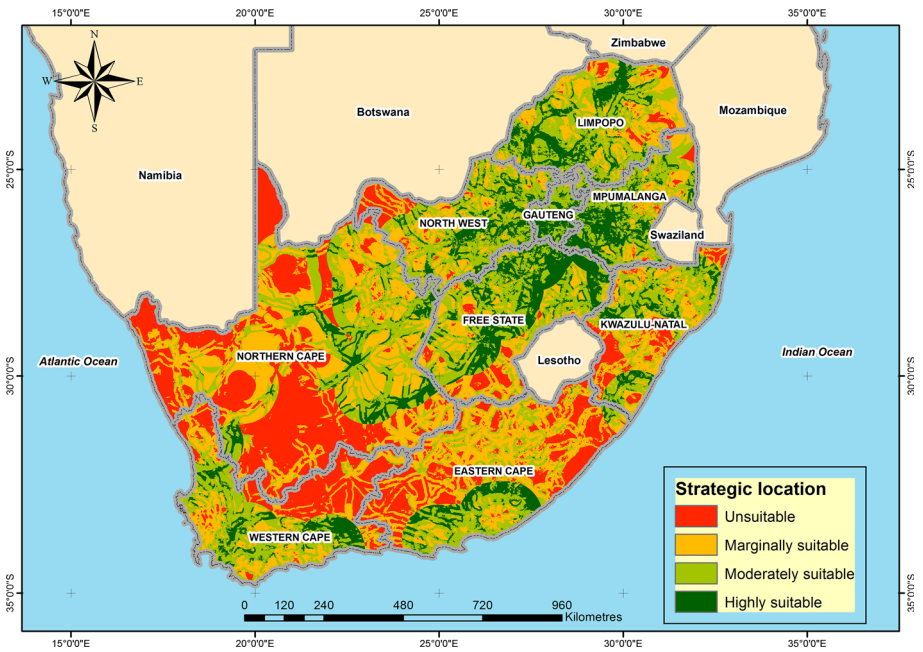 15°0'0"E 20°0'0"E 25°0'0"E 30°0'0"E 35°0'0"E
N
W E
S
Zimbabwe
Botswana
Mozambique
LIMPOPO
25°0'0"S 25°0'0"S
Namibia
MPUMALANGA
GAUTENG
NORTH WEST
Swaziland
FREE STATE
KWAZULU-NATAL
Indian Ocean
NORTHERN CAPE
Atlantic Ocean
Lesotho
30°0'0"S 30°0'0"S
EASTERN CAPE
Strategic location
Unsuitable
WESTERN CAPE
Marginally suitable
Moderately suitable
Highly suitable
35°0'0"S 35°0'0"S
0 120 240 480 720 960
Kilometres
15°0'0"E 20°0'0"E 25°0'0"E 30°0'0"E 35°0'0"E